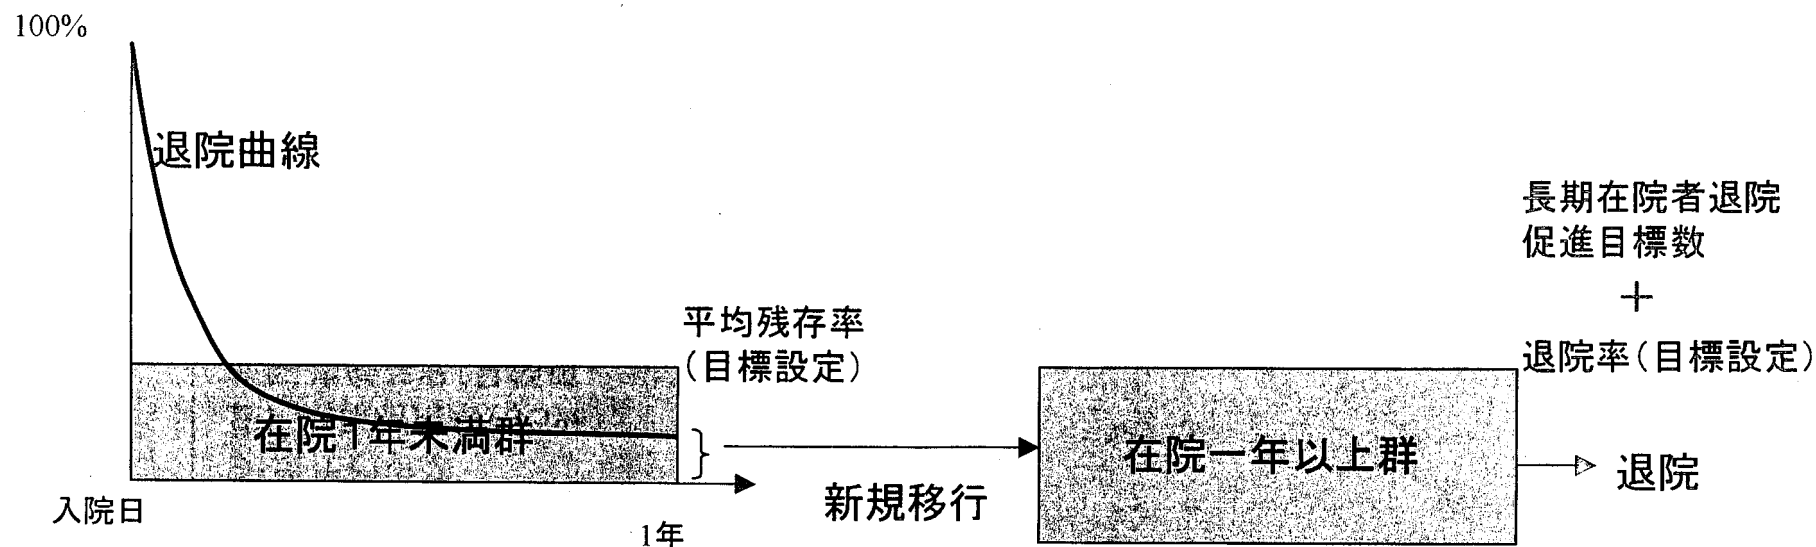 100%
退院曲線
長期在院者退院
促進目標数
＋
退院率（目標設定）
平均残存率
（目標設定）
在院1年未満群
在院一年以上群
新規移行
退院
入院日
1年